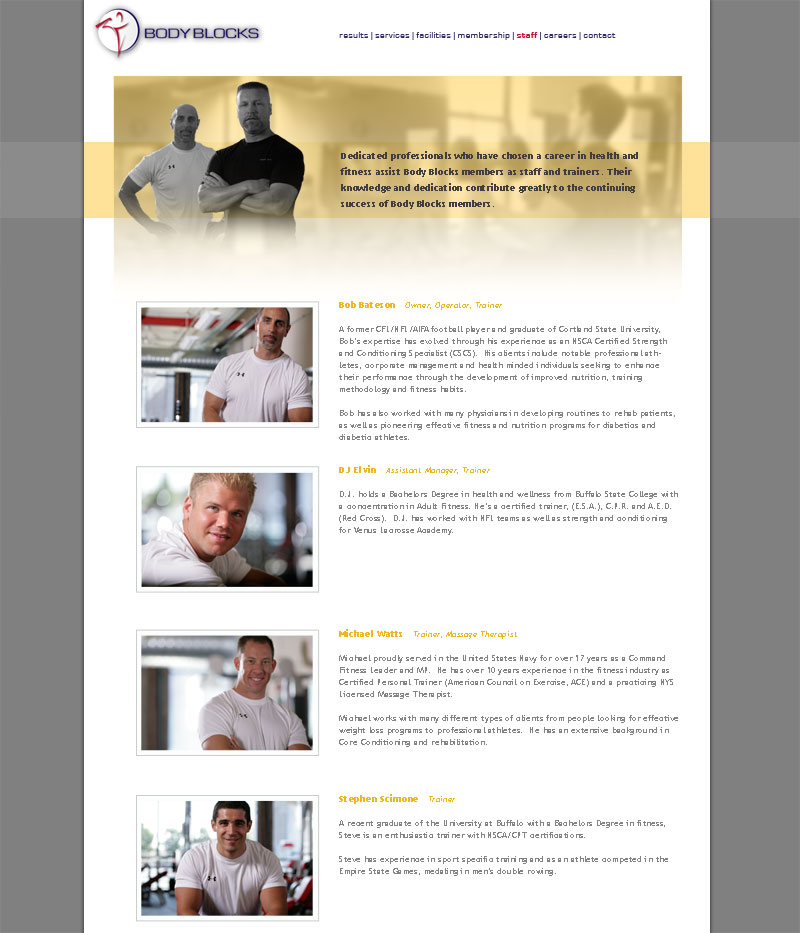 BODY BLOCKS
results | services | facilities | membership | staff | careers | contact
Dedicated professionals who have chosen a career in health and
fitness assist Body Blocks members as staff and trainers. Their
knowledge and dedication contribute greatly to the continuing
success of Body Blocks members.
Bob Bateson Owner, Operator, Trainer
A former CFL/NFL/AIFA football player and graduate of Cortland State University,
Bob's expertise has evolved through his experience as an NSCA Certified Strength
and Conditioning Specialist (CSCS). His clients include notable professional ath-
letes, corporate management and health minded individuals seeking to enhance
their performance through the development of improved nutrition, training
methodology and fitness habits.
Bob has also worked with many physicians in developing routines to rehab patients,
as well as pioneering effective fitness and nutrition programs for diabetics and
diabetic athletes.
DJ Elvin Assistant Manager, Trainer
D.J. holds a Bachelors Degree in health and wellness from Buffalo State College with
a concentration in Adult Fitness. He's a certified trainer, (E.S.A.), C.P.R. and A.E.D.
(Red Cross). D.J. has worked with NFL teams as well as strength and conditioning
for Venus Lacrosse Academy.
Michael Watts Trainer, Massage Therapist
Michael proudly served in the United States Navy for over 17 years as a Command
Fitness Leader and MP. He has over 10 years experience in the fitness industry as
Certified Personal Trainer (American Council on Exercise, ACE) and a practicing NYS
Licensed Massage Therapist.
Michael works with many different types of clients from people looking for effective
weight loss programs to professional athletes. He has an extensive background in
Core Conditioning and rehabilitation.
Stephen Scimone Trainer
A recent graduate of the University at Buffalo with a Bachelors Degree in fitness,
Steve is an enthusiastic trainer with NSCA/CPT certifications.
Steve has experience in sport specific training and as an athlete competed in the
Empire State Games, medaling in men's double rowing.